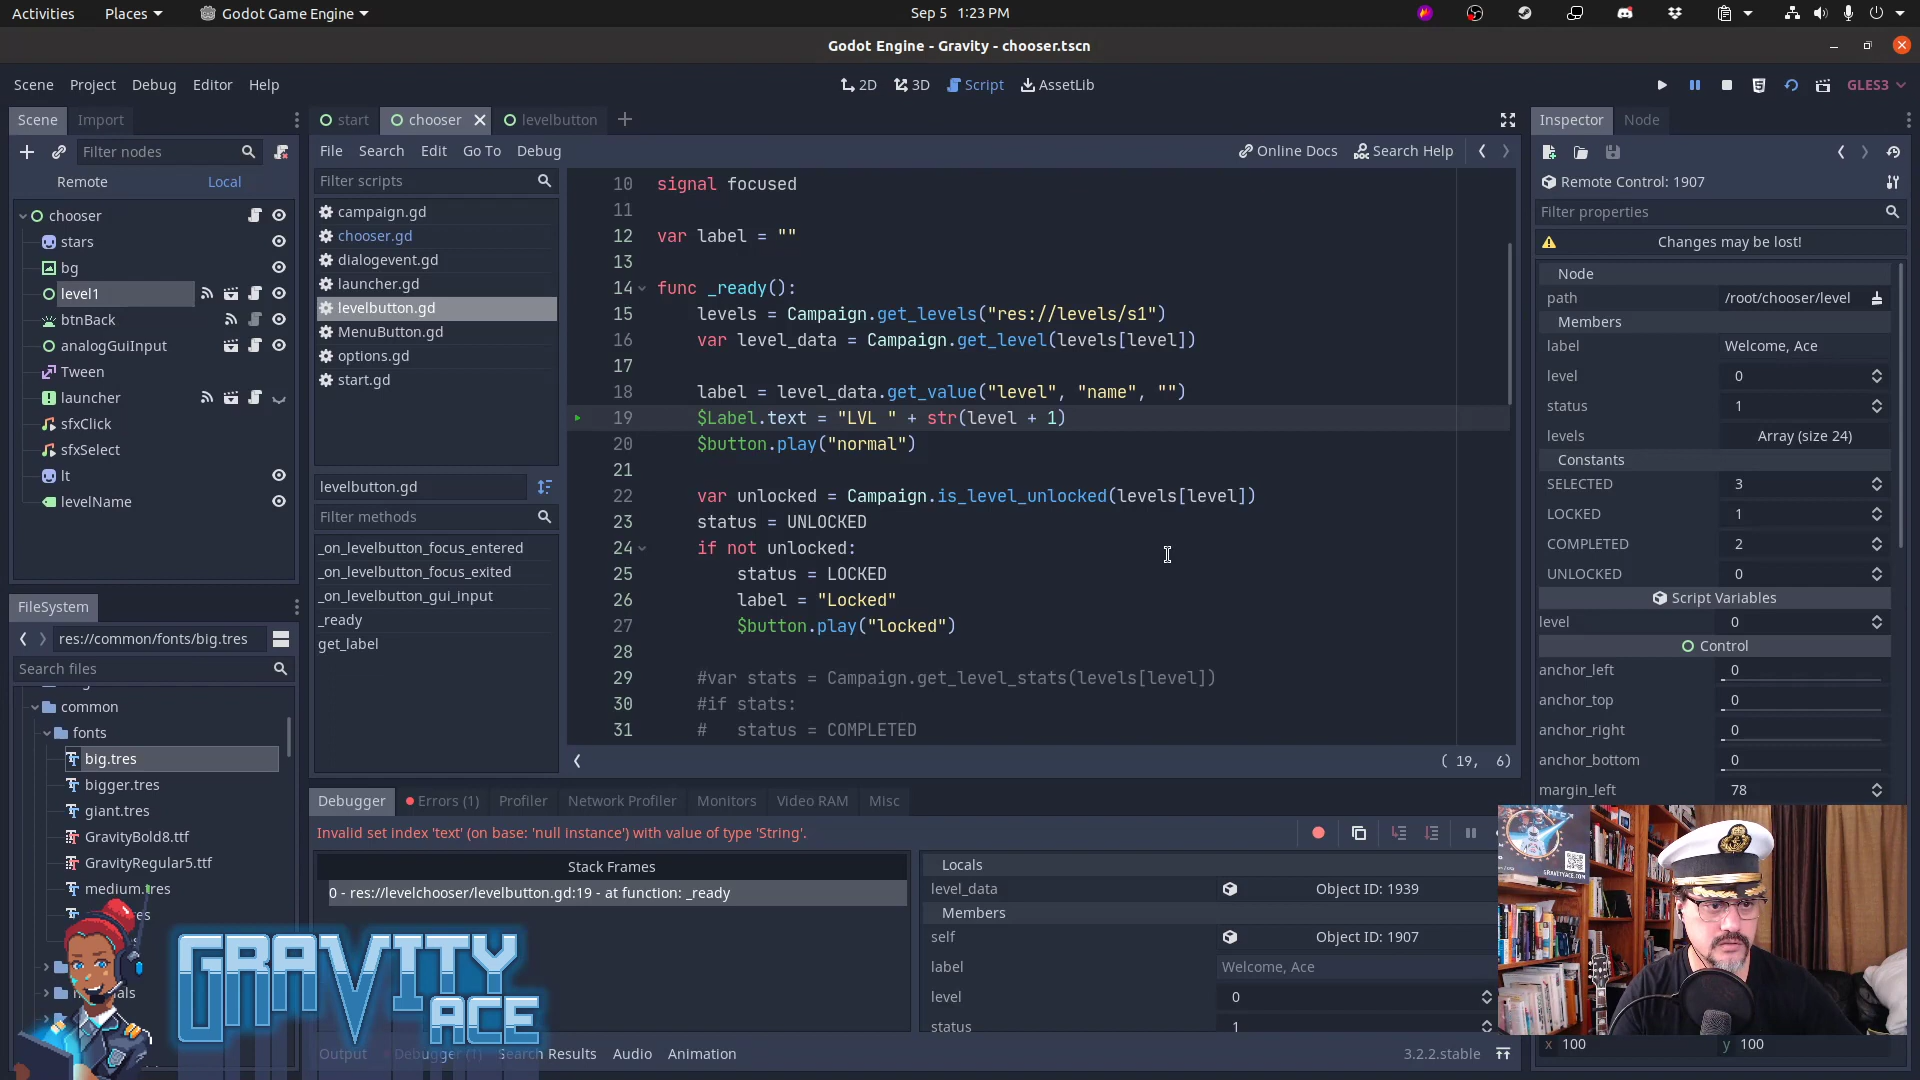 Activities Places Godot Game Engine Sep 5 1:23 PM
Godot Engine - Gravity - chooser.tscn
Scene Project Debug Editor Help 2D 3D Script AssetLib GLES3
Scene Import
start chooser levelbutton
Inspector Node
Filter nodes
File Search Edit Go To Debug Online Docs Search Help
Remote Local
Filter scripts
Remote Control: 1907
Filter properties
Changes may be lost!
chooser
stars
bg
level1
btnBack
analogGuiInput
Tween
launcher
sfxClick
sfxSelect
lt
levelName
campaign.gd
chooser.gd
dialogevent.gd
launcher.gd
levelbutton.gd
MenuButton.gd
options.gd
start.gd
levelbutton.gd
Filter methods
_on_levelbutton_focus_entered
_on_levelbutton_focus_exited
_on_levelbutton_gui_input
_ready
get_label
10 signal focused
11
12 var label = ""
13
14 func _ready():
15 levels = Campaign.get_levels("res://levels/s1")
16 var level_data = Campaign.get_level(levels[level])
17
18 label = level_data.get_value("level", "name", "")
19 $Label.text = "LVL " + str(level + 1)
20 $button.play("normal")
21
22 var unlocked = Campaign.is_level_unlocked(levels[level])
23 status = UNLOCKED
24 if not unlocked:
25 status = LOCKED
26 label = "Locked"
27 $button.play("locked")
28
29 #var stats = Campaign.get_level_stats(levels[level])
30 #if stats:
31 # status = COMPLETED
( 19, 6)
Node
path /root/chooser/level
Members
label Welcome, Ace
level 0
status 1
levels Array (size 24)
Constants
SELECTED 3
LOCKED 1
COMPLETED 2
UNLOCKED 0
Script Variables
level 0
Control
anchor_left 0
anchor_top 0
anchor_right 0
anchor_bottom 0
margin_left 78
x 100 y 100
FileSystem
res://common/fonts/big.tres
Search files
common
fonts
big.tres
bigger.tres
giant.tres
GravityBold8.ttf
GravityRegular5.ttf
medium.tres
Debugger Errors (1) Profiler Network Profiler Monitors Video RAM Misc
Invalid set index 'text' (on base: 'null instance') with value of type 'String'.
Stack Frames
0 - res://levelchooser/levelbutton.gd:19 - at function: _ready
Locals
level_data Object ID: 1939
Members
self Object ID: 1907
label Welcome, Ace
level 0
status 1
Output Debugger (1) Search Results Audio Animation 3.2.2.stable
GRAVITY
ACE